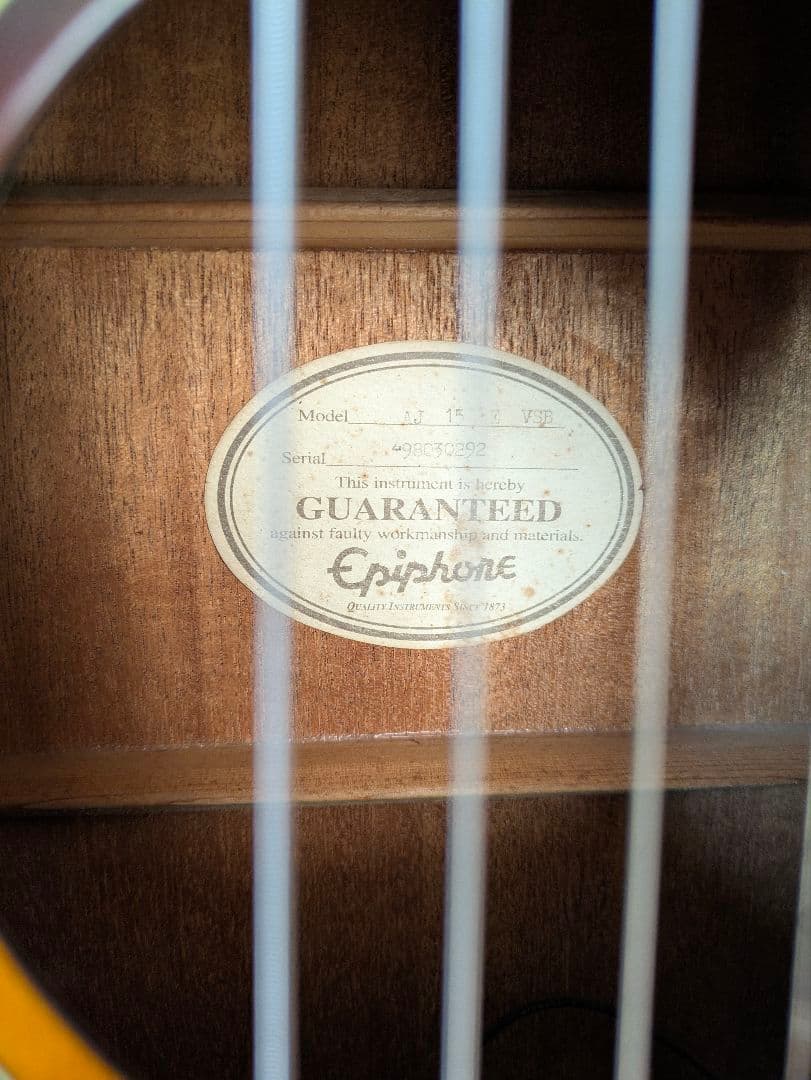 Model AJ 15 VSB
Serial 498030292
This instrument is hereby
GUARANTEED
against faulty workmanship and materials.
Epiphone
QUALITY INSTRUMENTS SINCE 1873